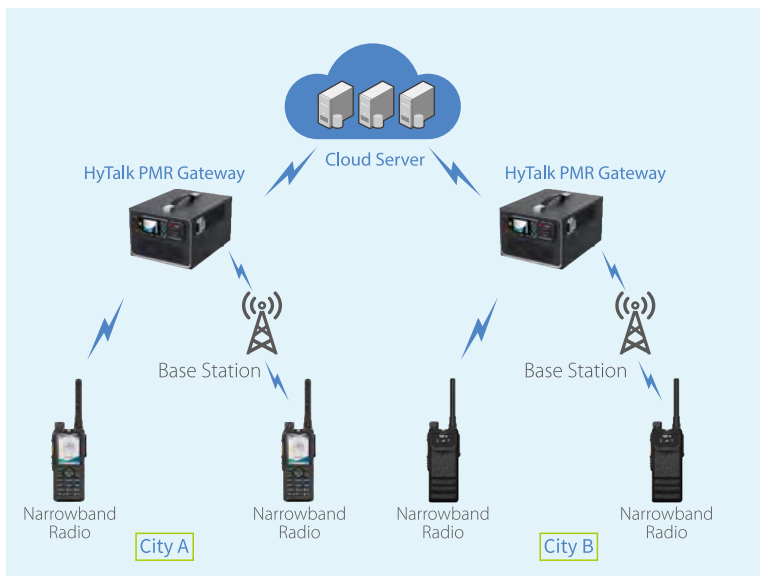 Cloud Server
HyTalk PMR Gateway
HyTalk PMR Gateway
Base Station
Base Station
Narrowband
Radio
Narrowband
Radio
Narrowband
Radio
Narrowband
Radio
City A
City B